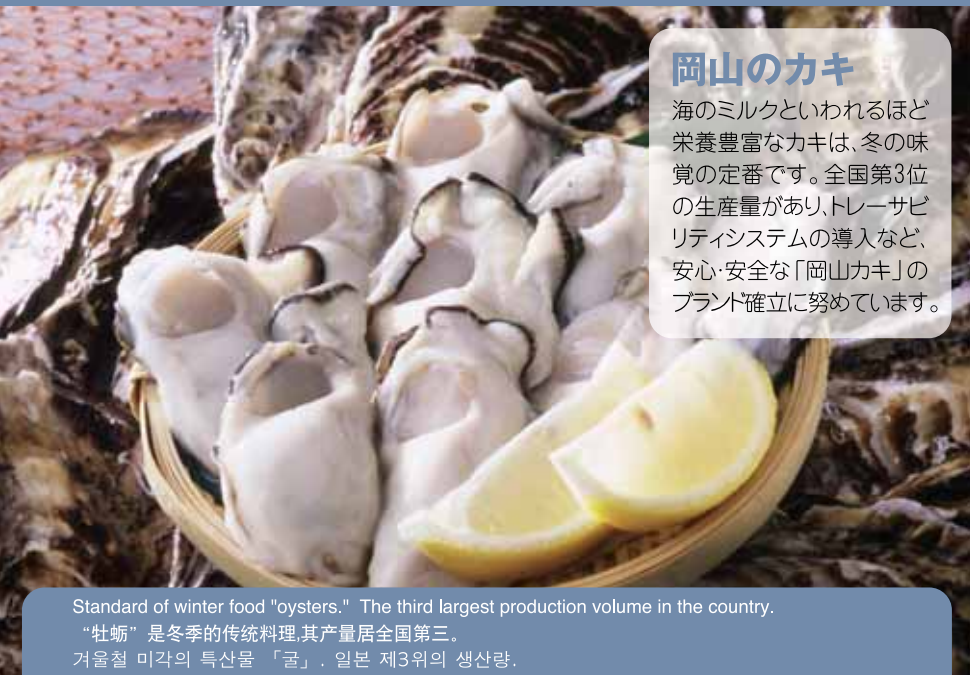 岡山のカキ
海のミルクといわれるほど
栄養豊富なカキは、冬の味
覚の定番です。全国第3位
の生産量があり、トレーサビ
リティシステムの導入など、
安心・安全な「岡山カキ」の
ブランド確立に努めています。
Standard of winter food "oysters." The third largest production volume in the country.
“牡蛎”是冬季的传统料理,其产量居全国第三。
겨울철 미각의 특산물 「굴」. 일본 제3위의 생산량.